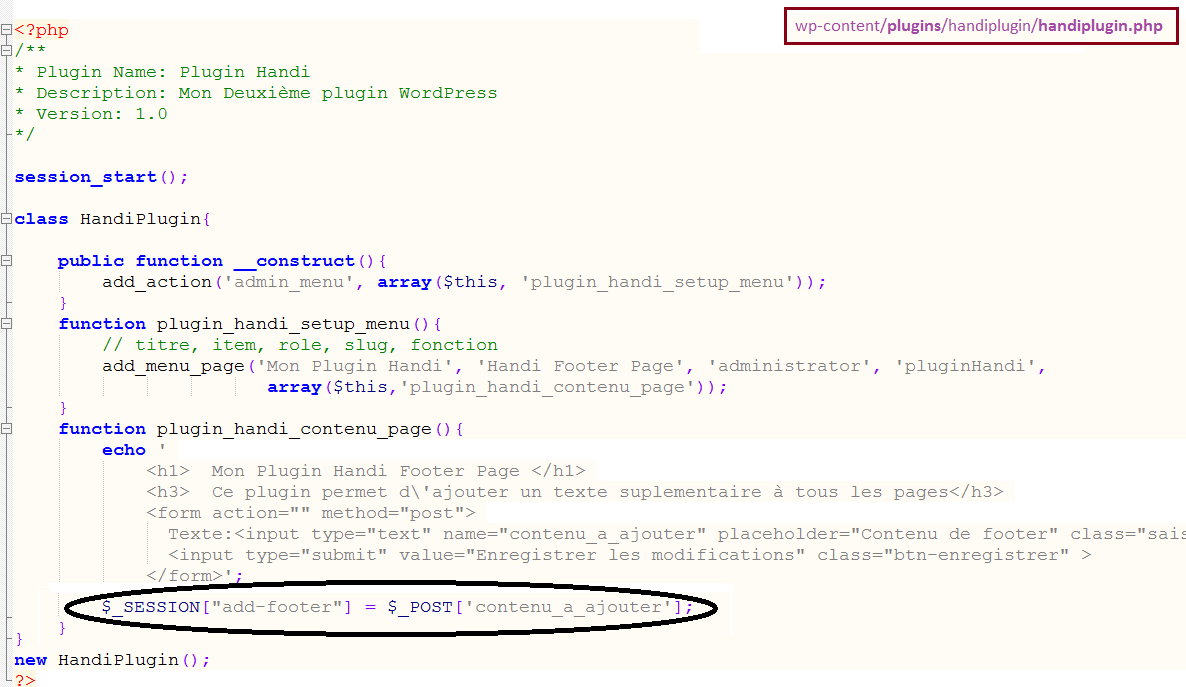 wp-content/plugins/handiplugin/handiplugin.php
<?php
/**
* Plugin Name: Plugin Handi
* Description: Mon Deuxième plugin WordPress
* Version: 1.0
*/
session_start();
class HandiPlugin{
public function __construct(){
add_action('admin_menu', array($this, 'plugin_handi_setup_menu'));
}
function plugin_handi_setup_menu(){
// titre, item, role, slug, fonction
add_menu_page('Mon Plugin Handi', 'Handi Footer Page', 'administrator', 'pluginHandi',
array($this,'plugin_handi_contenu_page'));
}
function plugin_handi_contenu_page(){
echo '
<h1>  Mon Plugin Handi Footer Page </h1>
<h3>  Ce plugin permet d\'ajouter un texte suplementaire à tous les pages</h3>
<form action="" method="post">
Texte:<input type="text" name="contenu_a_ajouter" placeholder="Contenu de footer" class="sais
<input type="submit" value="Enregistrer les modifications" class="btn-enregistrer" >
</form>';
$_SESSION["add-footer"] = $_POST['contenu_a_ajouter'];
}
}
new HandiPlugin();
?>